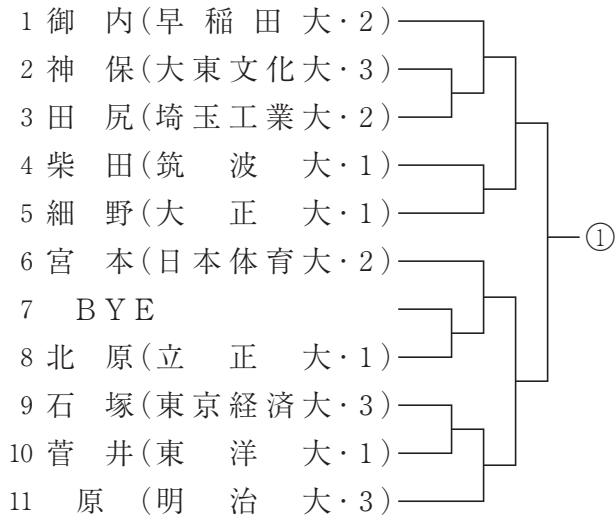 1 御内(早稲田大・2)
2 神保(大東文化大・3)
3 田尻(埼玉工業大・2)
4 柴田(筑波大・1)
5 細野(大正大・1)
6 宮本(日本体育大・2)
7 BYE
8 北原(立正大・1)
9 石塚(東京経済大・3)
10 菅井(東洋大・1)
11 原(明治大・3)
①